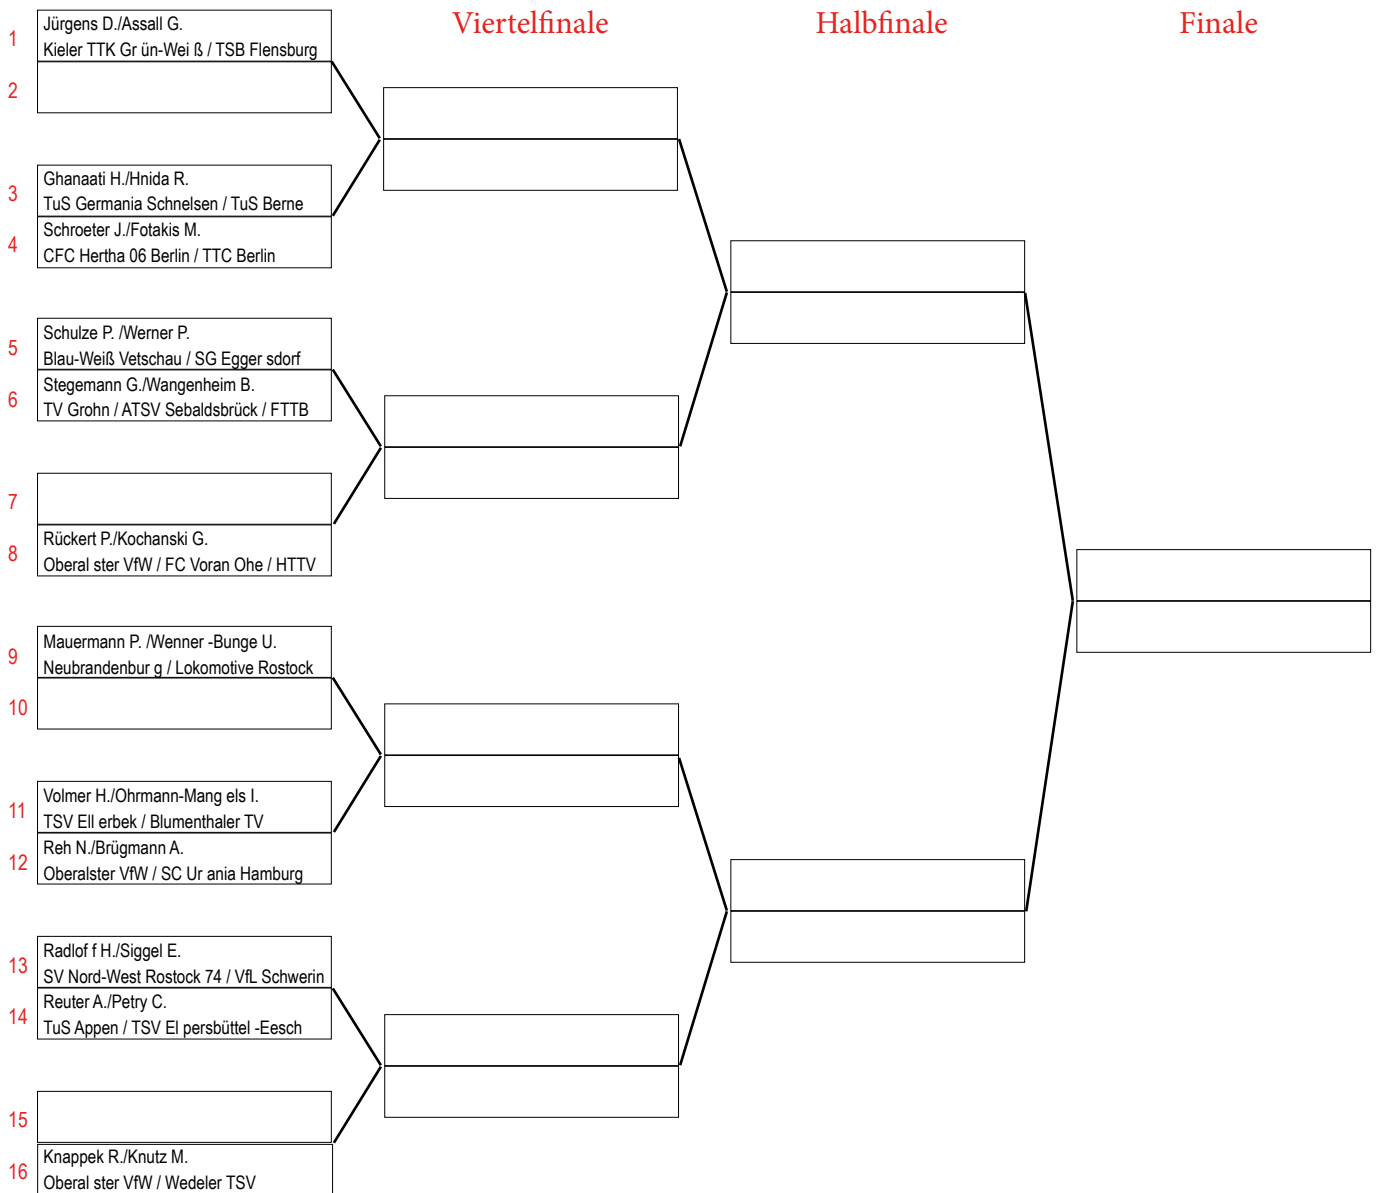 Viertelfinale
Halbfinale
Finale
1
Jürgens D./Assall G.
Kieler TTK Gr ün-Wei ß / TSB Flensburg
2
3
Ghanaati H./Hnida R.
TuS Germania Schnelsen / TuS Berne
4
Schroeter J./Fotakis M.
CFC Hertha 06 Berlin / TTC Berlin
5
Schulze P. /Werner P.
Blau-Weiß Vetschau / SG Egger sdorf
6
Stegemann G./Wangenheim B.
TV Grohn / ATSV Sebaldsbrück / FTTB
7
8
Rückert P./Kochanski G.
Oberal ster VfW / FC Voran Ohe / HTTV
9
Mauermann P. /Wenner -Bunge U.
Neubrandenbur g / Lokomotive Rostock
10
11
Volmer H./Ohrmann-Mang els I.
TSV Ell erbek / Blumenthaler TV
12
Reh N./Brügmann A.
Oberalster VfW / SC Ur ania Hamburg
13
Radlof f H./Siggel E.
SV Nord-West Rostock 74 / VfL Schwerin
14
Reuter A./Petry C.
TuS Appen / TSV El persbüttel -Eesch
15
16
Knappek R./Knutz M.
Oberal ster VfW / Wedeler TSV